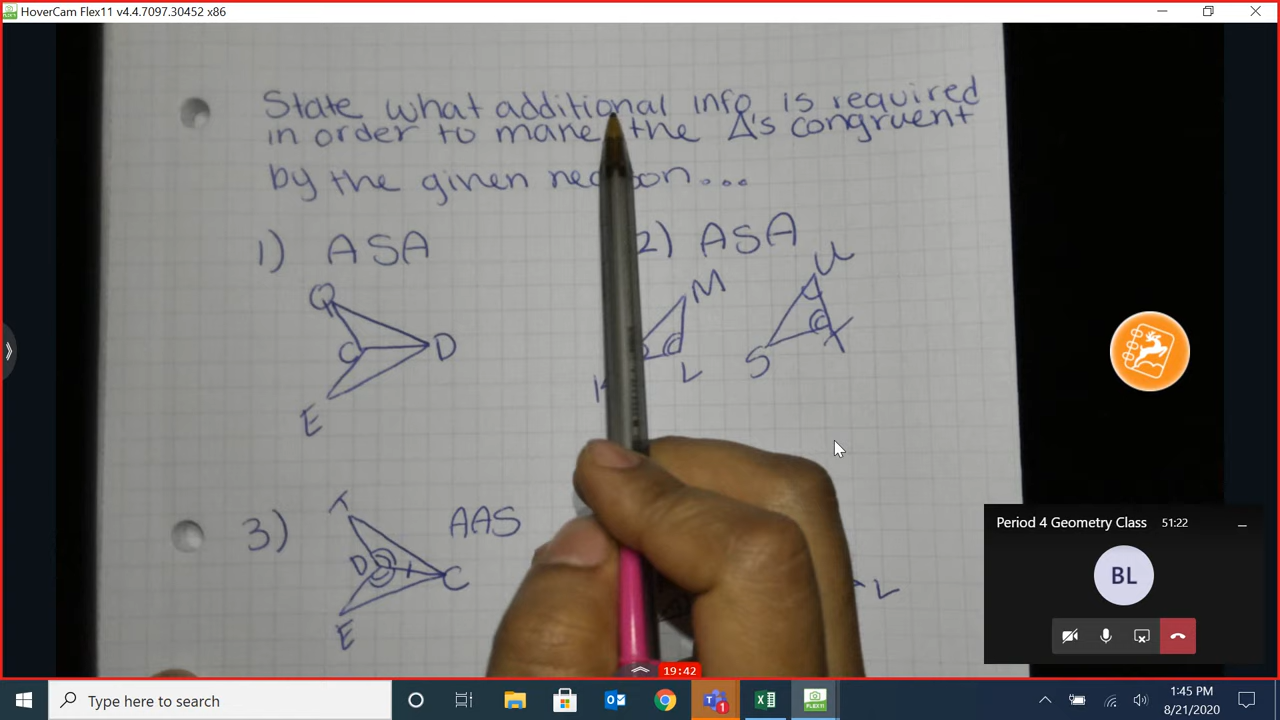 HoverCam Flex11 v4.4.7097.30452 x86
State what additional info is required
in order to make the Δ's congruent
by the given
1) ASA
2) ASA
Q
C
D
E
M
L
U
S
X
3)
AAS
T
D
C
E
L
Period 4 Geometry Class 51:22
BL
19:42
Type here to search
1
FLEX11
1:45 PM
8/21/2020